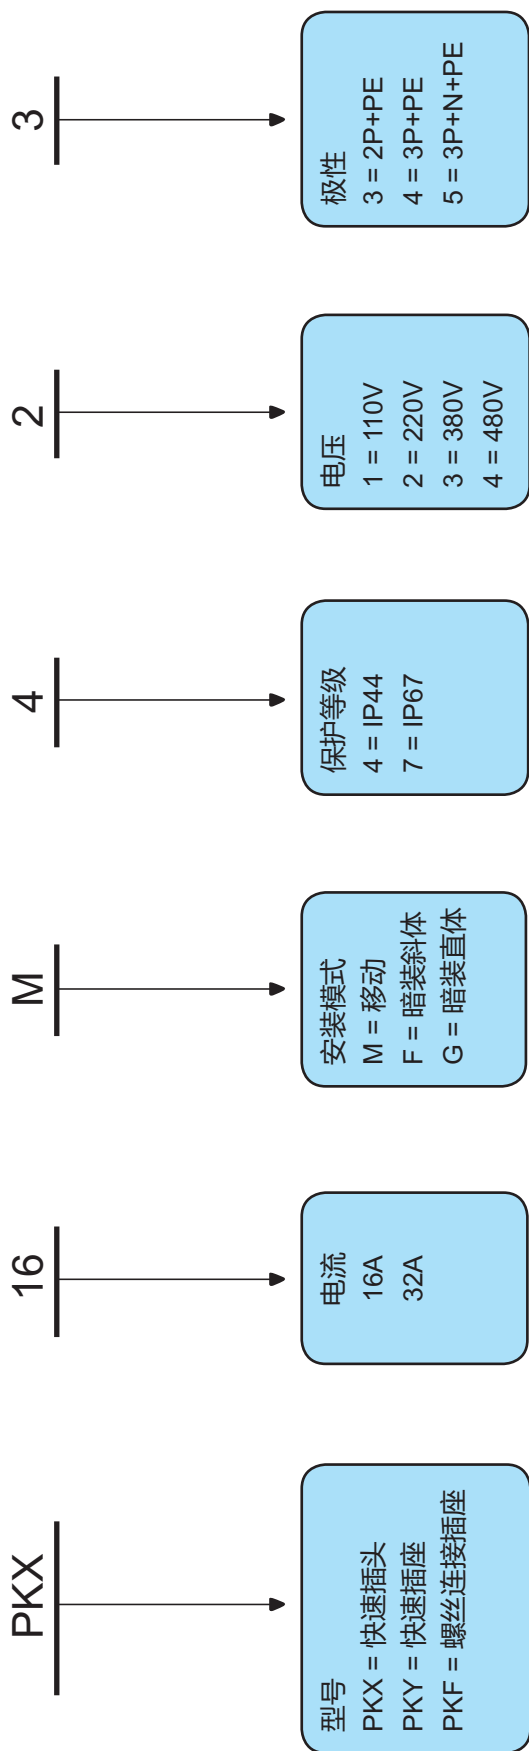 PKX
16
M
4
2
3
型号
PKX = 快速插头
PKY = 快速插座
PKF = 螺丝连接插座
电流
16A
32A
安装模式
M = 移动
F = 暗装斜体
G = 暗装直体
保护等级
4 = IP44
7 = IP67
电压
1 = 110V
2 = 220V
3 = 380V
4 = 480V
极性
3 = 2P+PE
4 = 3P+PE
5 = 3P+N+PE